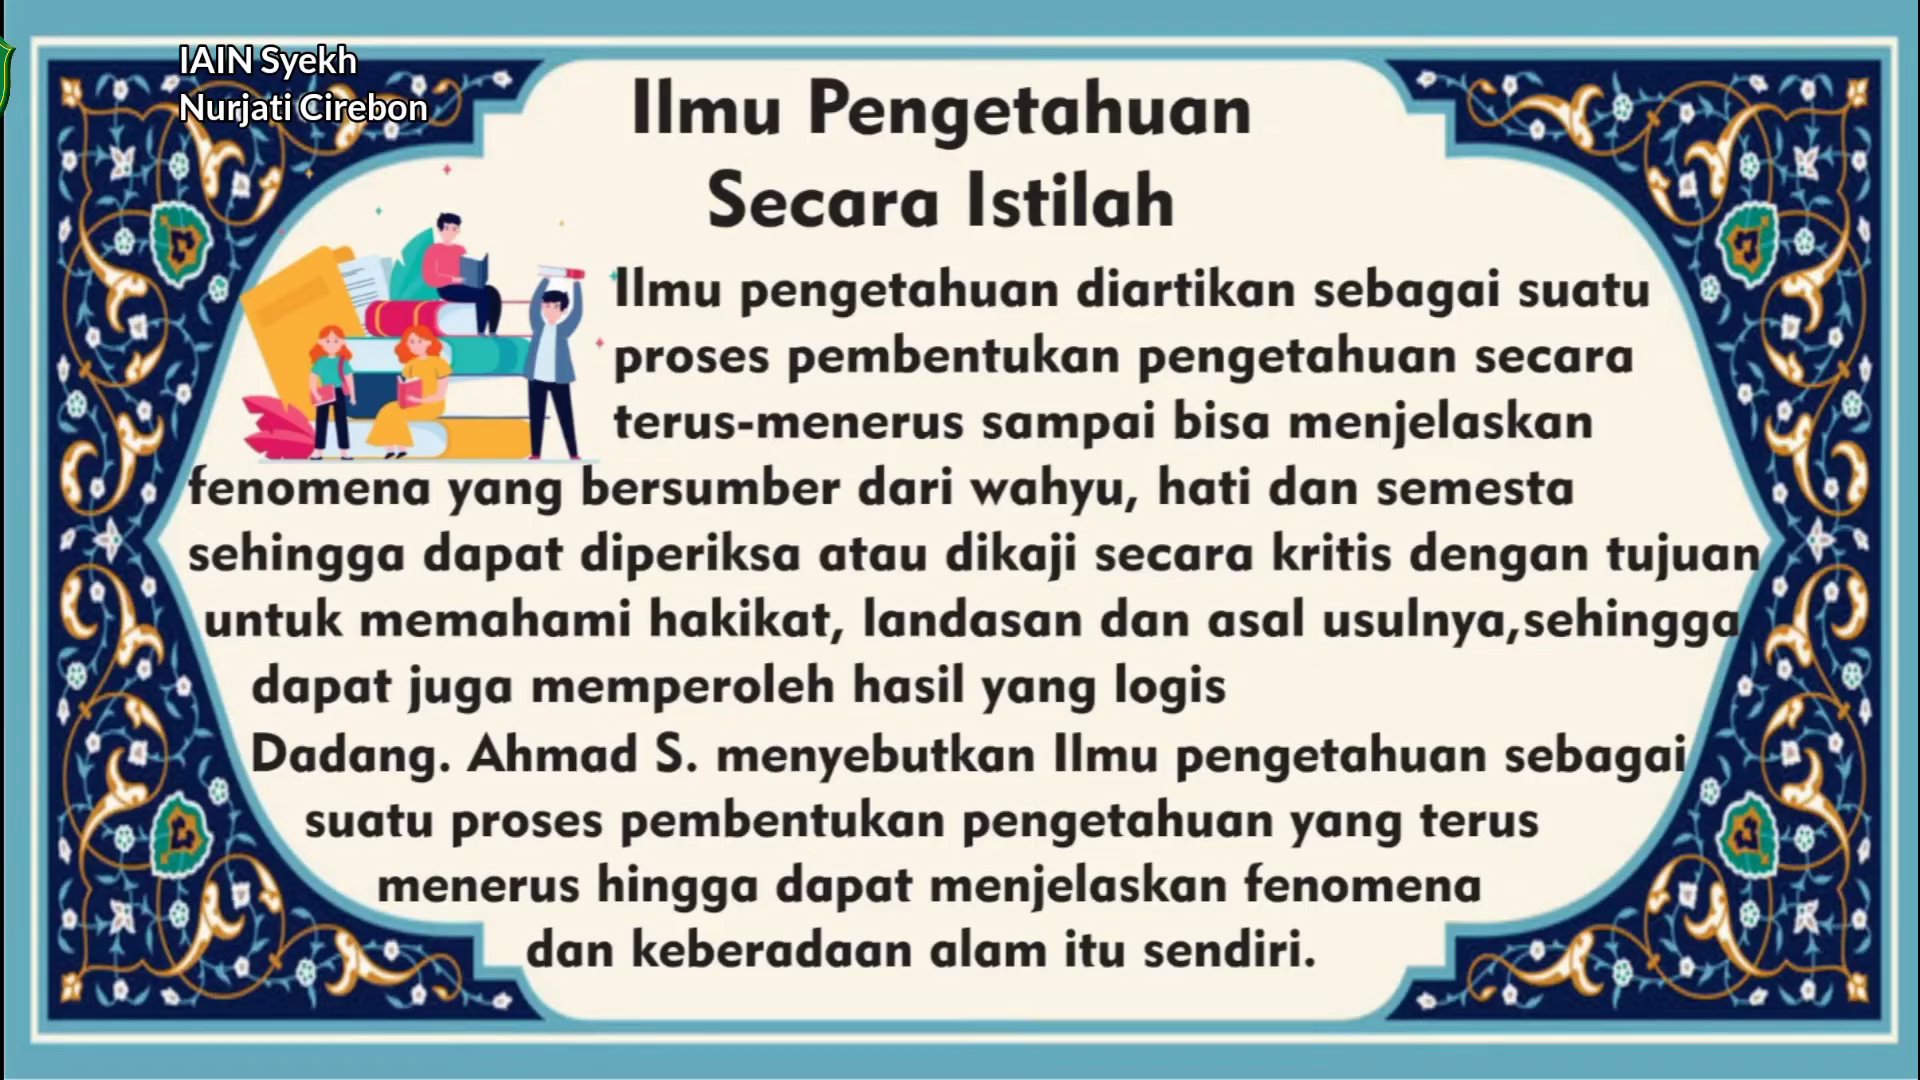 IAIN Syekh
Nurjati Cirebon
Ilmu Pengetahuan
Secara Istilah
Ilmu pengetahuan diartikan sebagai suatu
proses pembentukan pengetahuan secara
terus-menerus sampai bisa menjelaskan
fenomena yang bersumber dari wahyu, hati dan semesta
sehingga dapat diperiksa atau dikaji secara kritis dengan tujuan
untuk memahami hakikat, landasan dan asal usulnya,sehingga
dapat juga memperoleh hasil yang logis
Dadang. Ahmad S. menyebutkan Ilmu pengetahuan sebagai
suatu proses pembentukan pengetahuan yang terus
menerus hingga dapat menjelaskan fenomena
dan keberadaan alam itu sendiri.